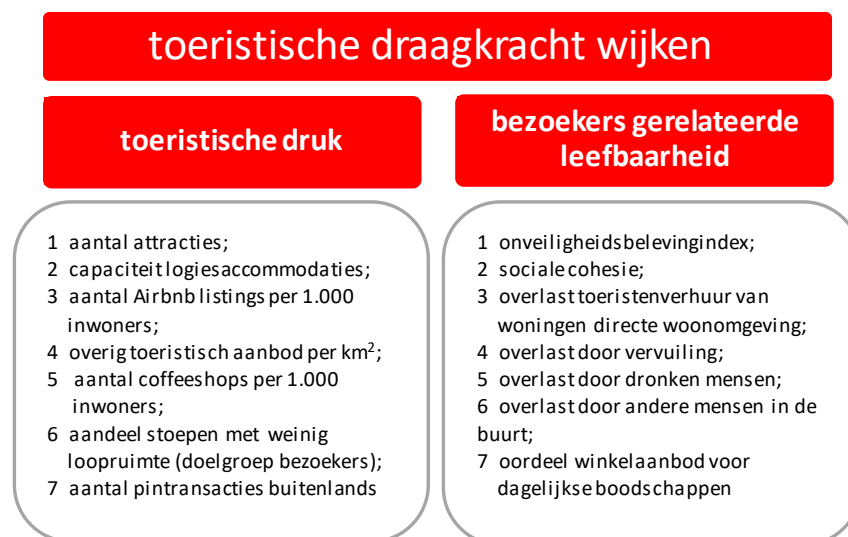 toeristische draagkracht wijken
toeristische druk
1 aantal attracties;
2 capaciteit logiesaccommodaties;
3 aantal Airbnb listings per 1.000
inwoners;
4 overig toeristisch aanbod per km²;
5 aantal coffeeshops per 1.000
inwoners;
6 aandeel stoepen met weinig
loopruimte (doelgroep bezoekers);
7 aantal pintransacties buitenlands
bezoekers gerelateerde
leefbaarheid
1 onveiligheidsbelevingindex;
2 sociale cohesie;
3 overlast toeristenverhuur van
woningen directe woonomgeving;
4 overlast door vervuiling;
5 overlast door dronken mensen;
6 overlast door andere mensen in de
buurt;
7 oordeel winkelaanbod voor
dagelijkse boodschappen